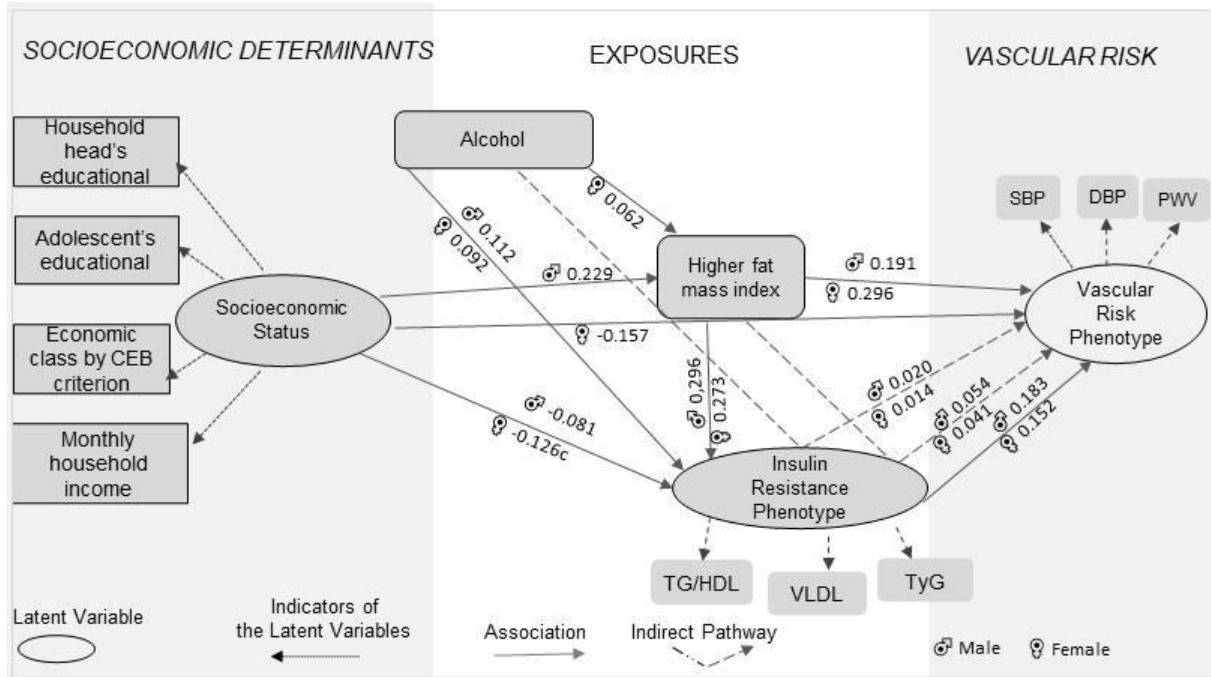 SOCIOECONOMIC DETERMINANTS
EXPOSURES
VASCULAR RISK
Household
head's
educational
Adolescent's
educational
Economic
class by CEB
criterion
Monthly
household
income
Socioeconomic
Status
Alcohol
0.062
0.112
0.092
0.229
-0.157
-0.081
-0.126c
Higher fat
mass index
0.191
0.296
0,296
0.273
0.020
0.014
0.054
0.041
0.183
0.152
Insulin
Resistance
Phenotype
TG/HDL
VLDL
TyG
SBP
DBP
PWV
Vascular
Risk
Phenotype
Latent Variable
Indicators of
the Latent Variables
Association
Indirect Pathway
Male
Female